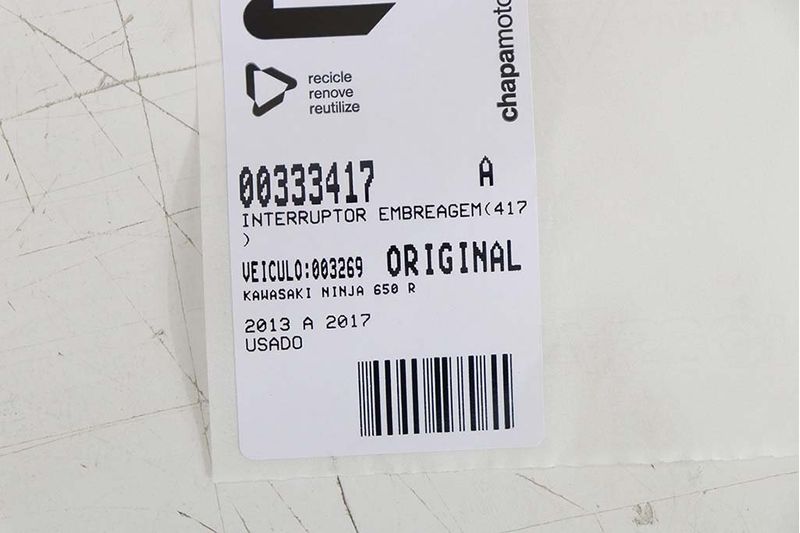 recicle
renove
reutilize
chapamoto
00333417 A
INTERRUPTOR EMBREAGEM(417
)
VEICULO:003269 ORIGINAL
KAWASAKI NINJA 650 R
2013 A 2017
USADO